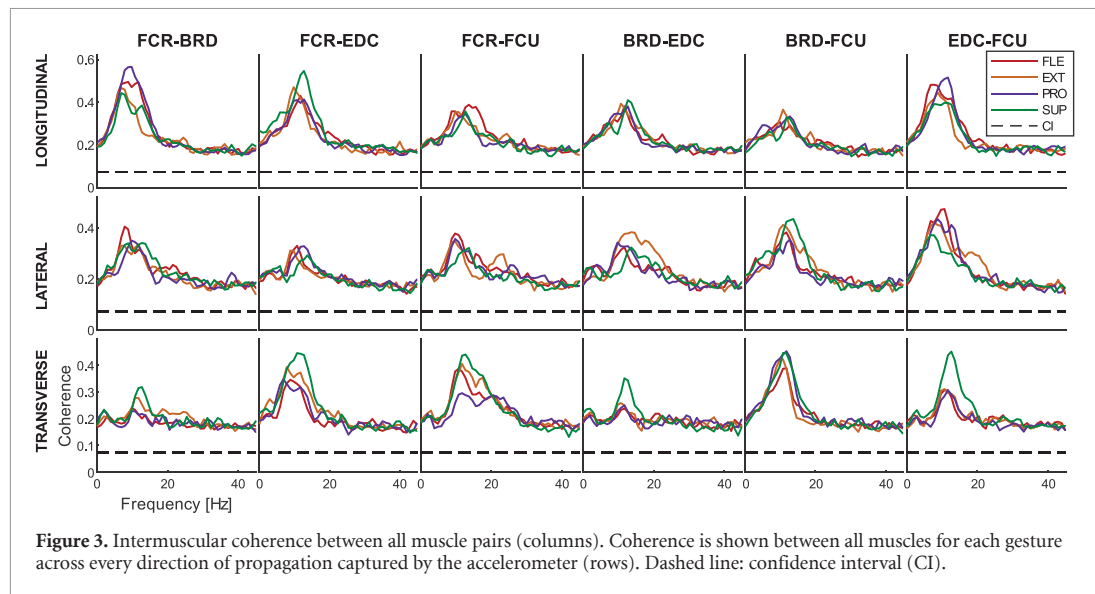 FCR-BRD FCR-EDC FCR-FCU BRD-EDC BRD-FCU EDC-FCU
LONGITUDINAL
0.6
0.4
0.2
0
FLE
EXT
PRO
SUP
CI
LATERAL
0.4
0.2
0
TRANSVERSE
Coherence
0.4
0.3
0.2
0.1
0
0 20 40 0 20 40 0 20 40 0 20 40 0 20 40 0 20 40
Frequency [Hz]
Figure 3. Intermuscular coherence between all muscle pairs (columns). Coherence is shown between all muscles for each gesture
across every direction of propagation captured by the accelerometer (rows). Dashed line: confidence interval (CI).